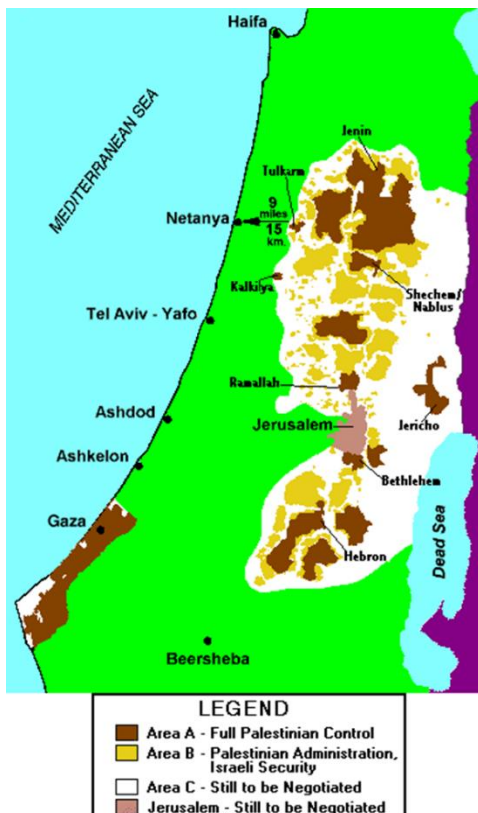 Haifa
MEDITERRANEAN SEA
Jenin
Tulkarm
9
miles
Netanya
15
km.
Kalkilya
Shechem/
Nablus
Tel Aviv - Yafo
Ramallah
Jerusalem
Jericho
Ashdod
Ashkelon
Bethlehem
Gaza
Hebron
Dead Sea
Beersheba
LEGEND
Area A - Full Palestinian Control
Area B - Palestinian Administration,
Israeli Security
Area C - Still to be Negotiated
Jerusalem - Still to be Negotiated